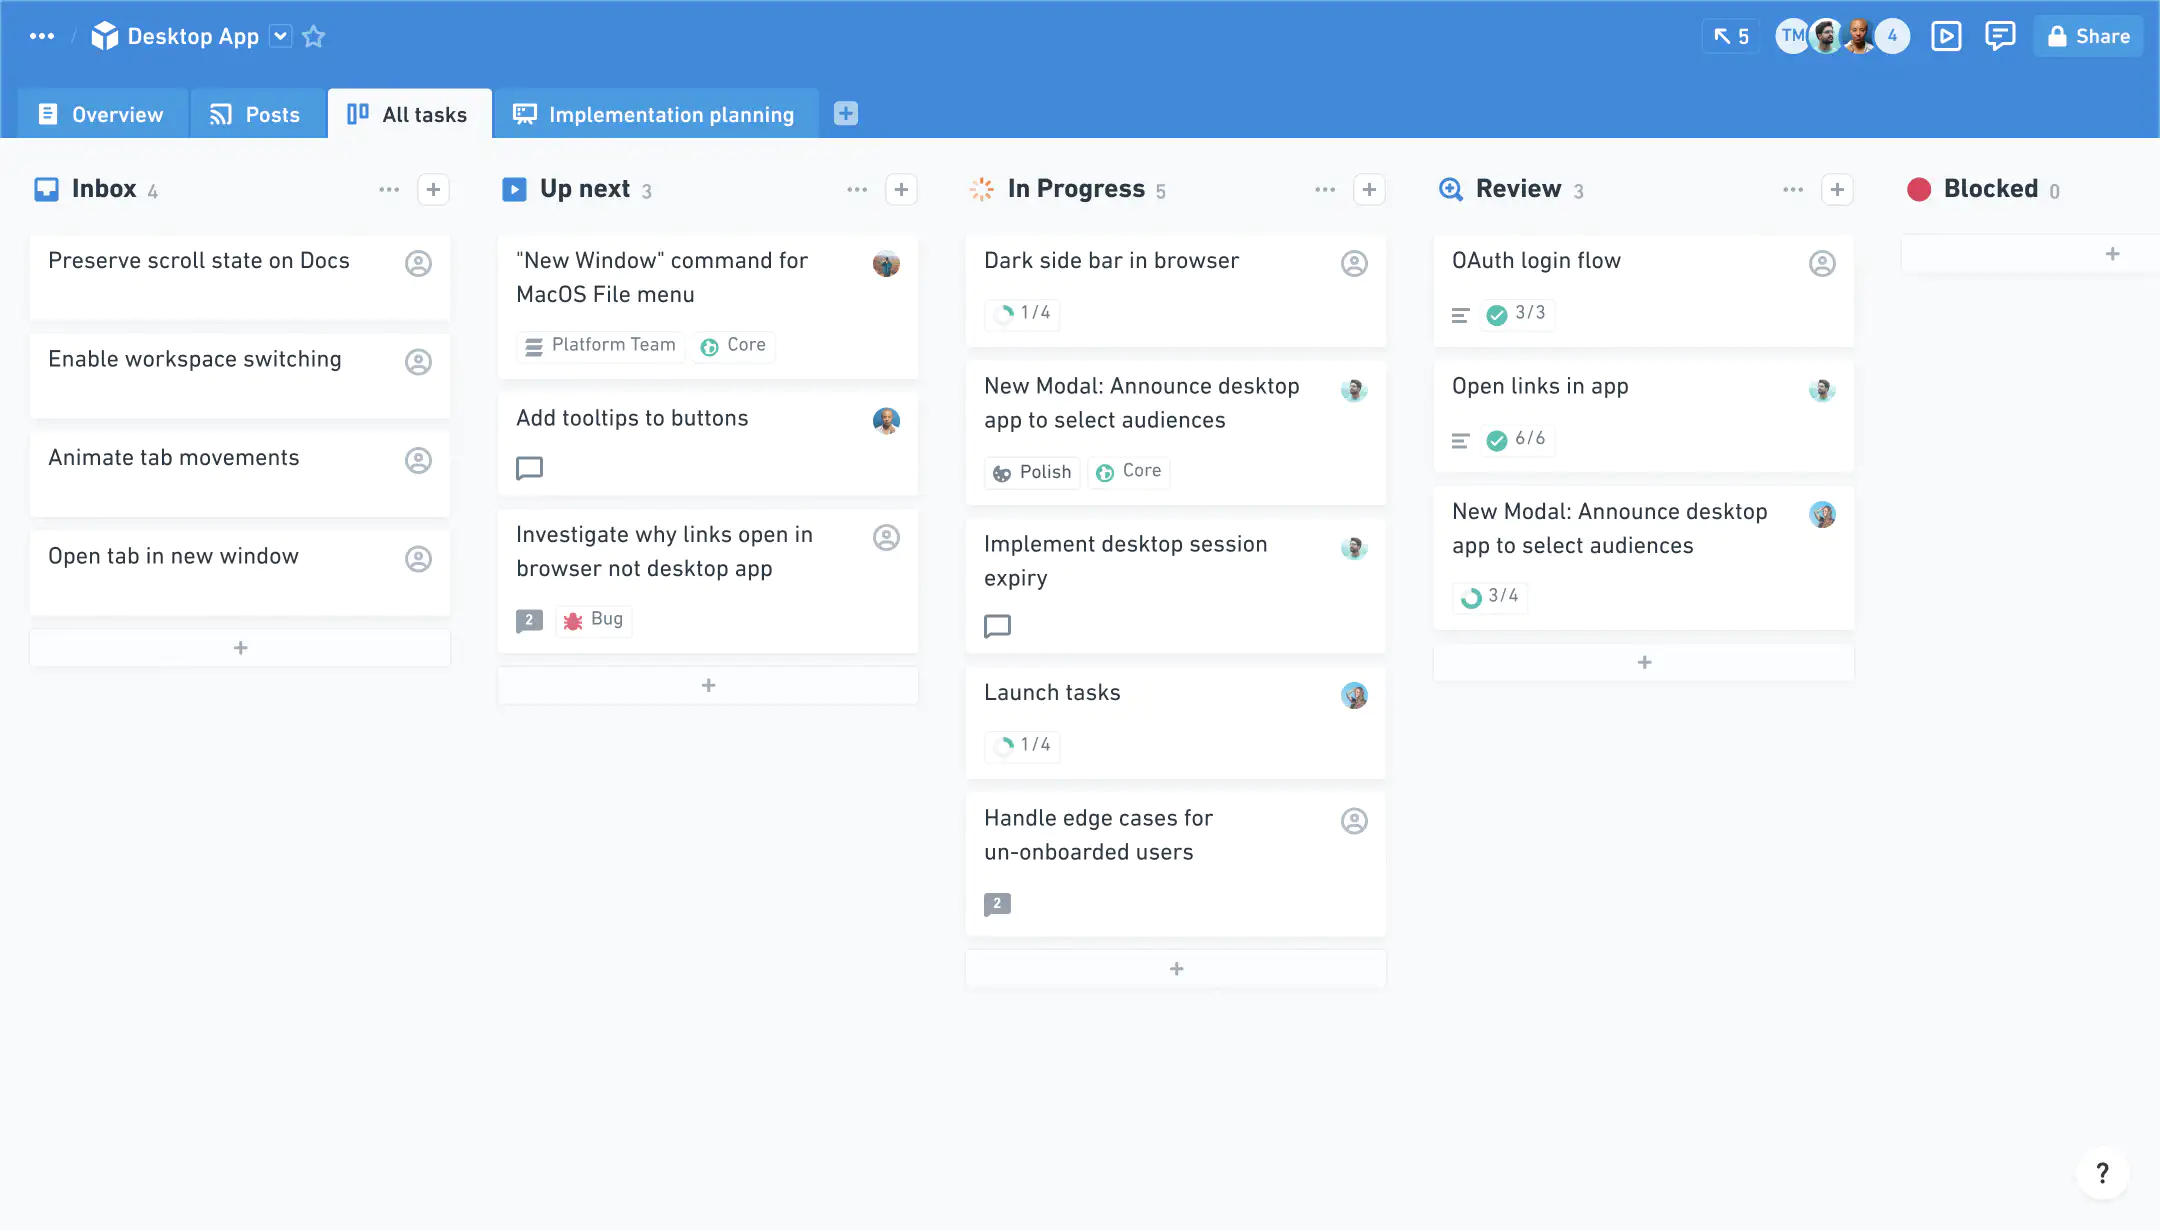 Desktop App
5
TM
4
Share
Overview
Posts
All tasks
Implementation planning
Inbox 4
Preserve scroll state on Docs
Enable workspace switching
Animate tab movements
Open tab in new window
Up next 3
"New Window" command for
MacOS File menu
Platform Team
Core
Add tooltips to buttons
Investigate why links open in
browser not desktop app
2
Bug
In Progress 5
Dark side bar in browser
1/4
New Modal: Announce desktop
app to select audiences
Polish
Core
Implement desktop session
expiry
Launch tasks
1/4
Handle edge cases for
un-onboarded users
2
Review 3
OAuth login flow
3/3
Open links in app
6/6
New Modal: Announce desktop
app to select audiences
3/4
Blocked 0
?